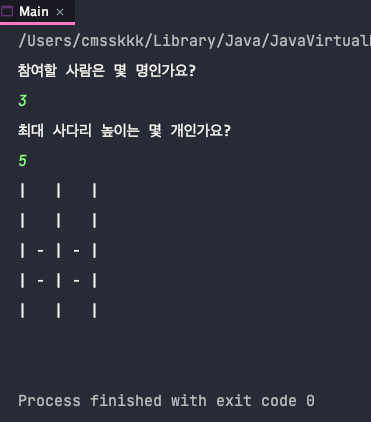 Main ×
/Users/cmsskkk/Library/Java/JavaVirtual
참여할 사람은 몇 명인가요?
3
최대 사다리 높이는 몇 개인가요?
5
|   |   |
|   |   |
| - | - |
| - | - |
|   |   |
Process finished with exit code 0